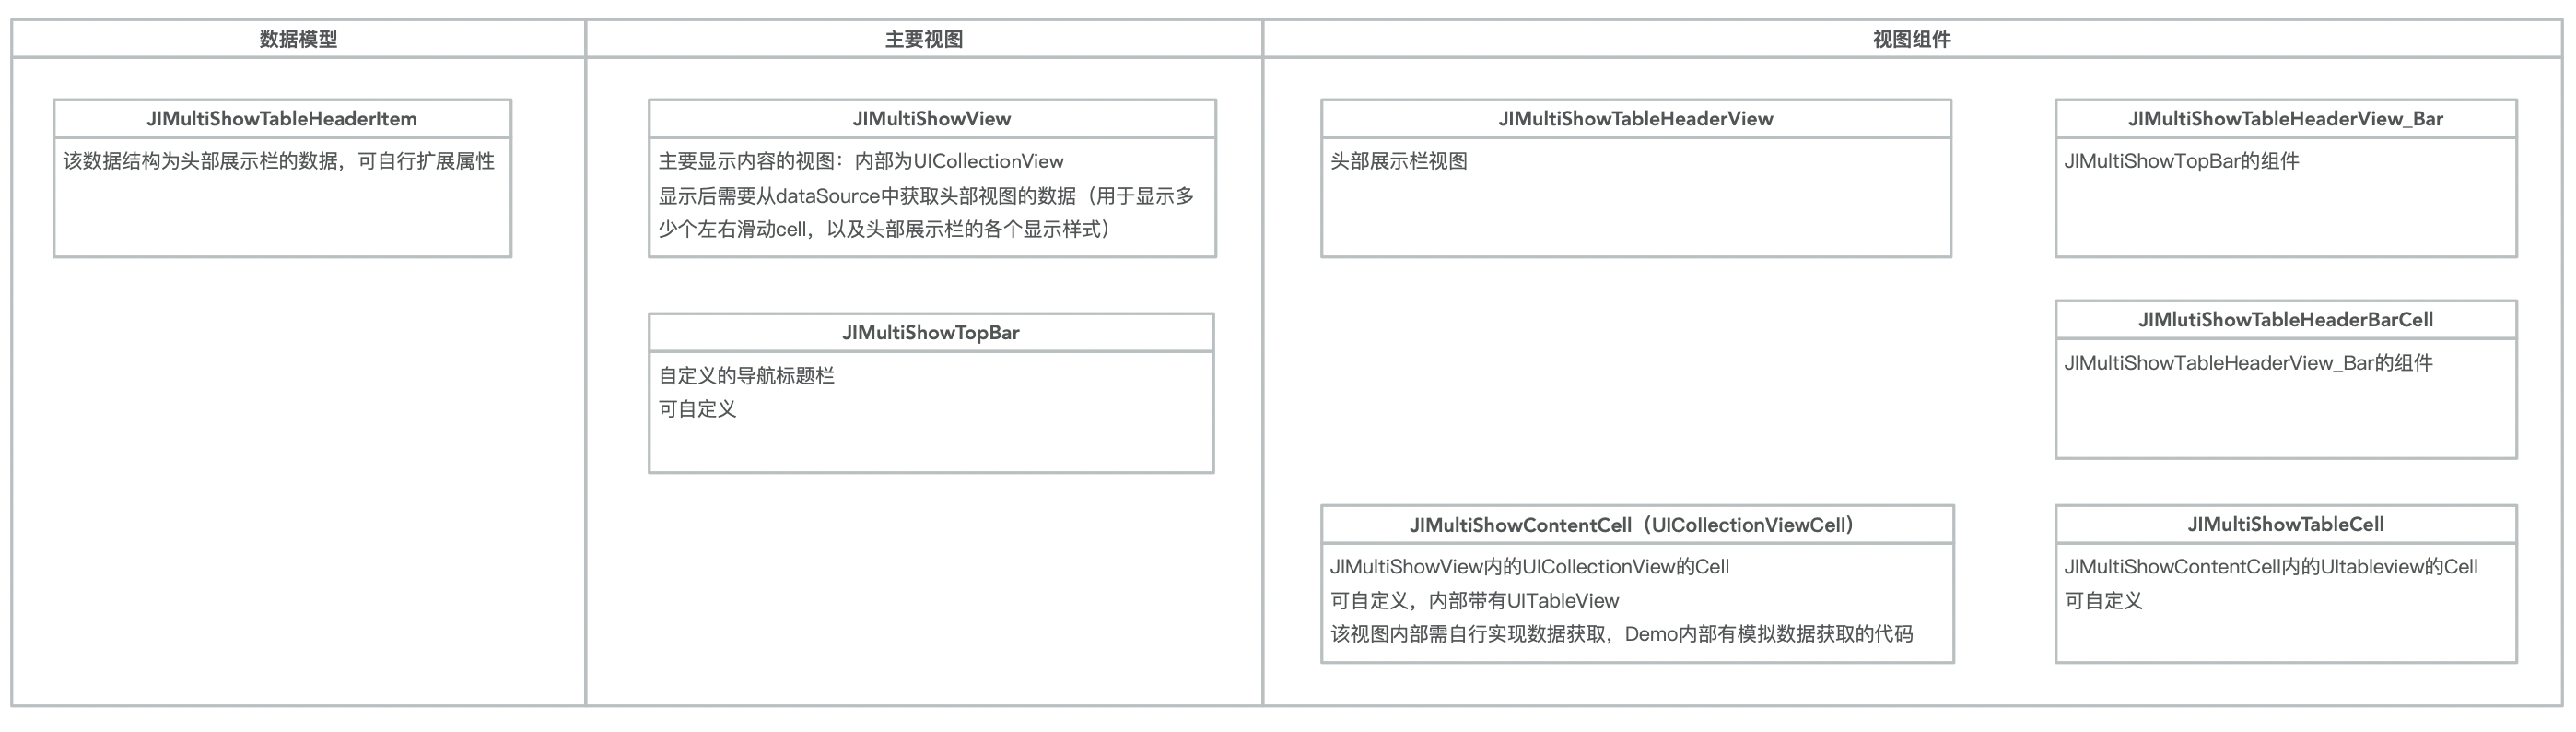 数据模型
主要视图
视图组件
JIMultiShowTableHeaderItem
该数据结构为头部展示栏的数据，可自行扩展属性
JIMultiShowView
主要显示内容的视图：内部为UICollectionView
显示后需要从dataSource中获取头部视图的数据（用于显示多
少个左右滑动cell，以及头部展示栏的各个显示样式）
JIMultiShowTopBar
自定义的导航标题栏
可自定义
JIMultiShowTableHeaderView
头部展示栏视图
JIMultiShowTableHeaderView_Bar
JIMultiShowTopBar的组件
JIMlutiShowTableHeaderBarCell
JIMultiShowTableHeaderView_Bar的组件
JIMultiShowContentCell（UICollectionViewCell）
JIMultiShowView内的UICollectionView的Cell
可自定义，内部带有UITableView
该视图内部需自行实现数据获取，Demo内部有模拟数据获取的代码
JIMultiShowTableCell
JIMultiShowContentCell内的UItableview的Cell
可自定义